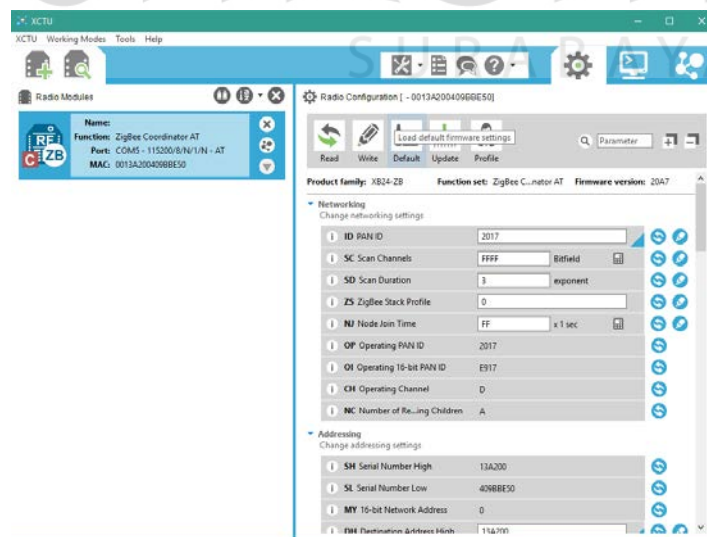 XCTU
XCTU Working Modes Tools Help
SURABAYA
Radio Modules
Radio Configuration [ - 0013A200409BBE50]
Name:
Function: ZigBee Coordinator AT
Port: COM5 - 115200/8/N/1/N - AT
MAC: 0013A200409BBE50
RF
C ZB
Load default firmware settings
Parameter
Read Write Default Update Profile
Product family: XB24-ZB Function set: ZigBee C...nator AT Firmware version: 20A7
Networking
Change networking settings
i ID PAN ID 2017
i SC Scan Channels FFFF Bitfield
i SD Scan Duration 3 exponent
i ZS ZigBee Stack Profile 0
i NJ Node Join Time FF x 1 sec
i OP Operating PAN ID 2017
i OI Operating 16-bit PAN ID E917
i CH Operating Channel D
i NC Number of Re...ing Children A
Addressing
Change addressing settings
i SH Serial Number High 13A200
i SL Serial Number Low 409BBE50
i MY 16-bit Network Address 0
i DH Destination Address High 13A200